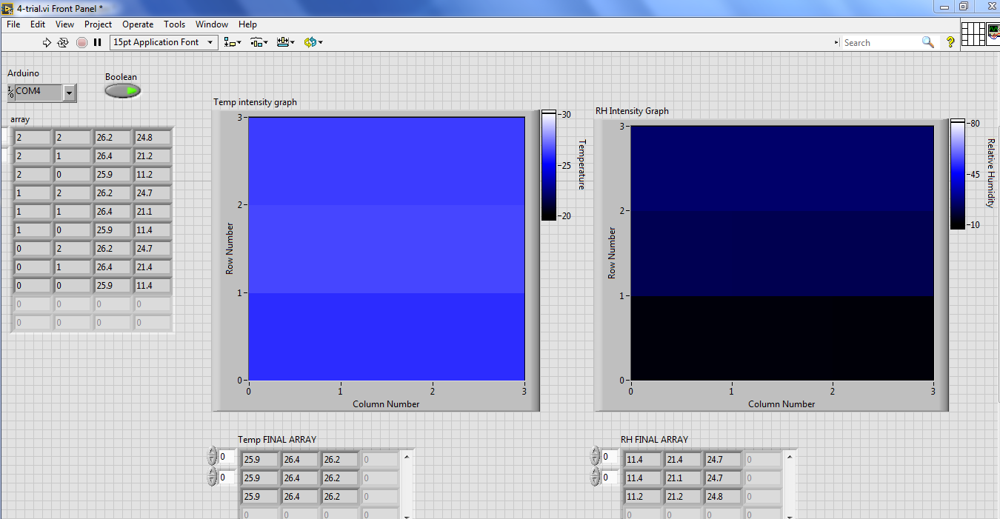 4-trial.vi Front Panel *
File Edit View Project Operate Tools Window Help
15pt Application Font
Search
?
Arduino
COM4
Boolean
array
2 2 26.2 24.8
2 1 26.4 21.2
2 0 25.9 11.2
1 2 26.2 24.7
1 1 26.4 21.1
1 0 25.9 11.4
0 2 26.2 24.7
0 1 26.4 21.4
0 0 25.9 11.4
0 0 0 0
0 0 0 0
Temp intensity graph
3
2
1
0
0 1 2 3
Row Number
Column Number
30
25
20
Temperature
RH Intensity Graph
3
2
1
0
0 1 2 3
Row Number
Column Number
80
45
10
Relative Humidity
Temp FINAL ARRAY
0 25.9 26.4 26.2 0
0 25.9 26.4 26.2 0
25.9 26.4 26.2 0
0 0 0 0
RH FINAL ARRAY
0 11.4 21.4 24.7 0
0 11.4 21.1 24.7 0
11.2 21.2 24.8 0
0 0 0 0